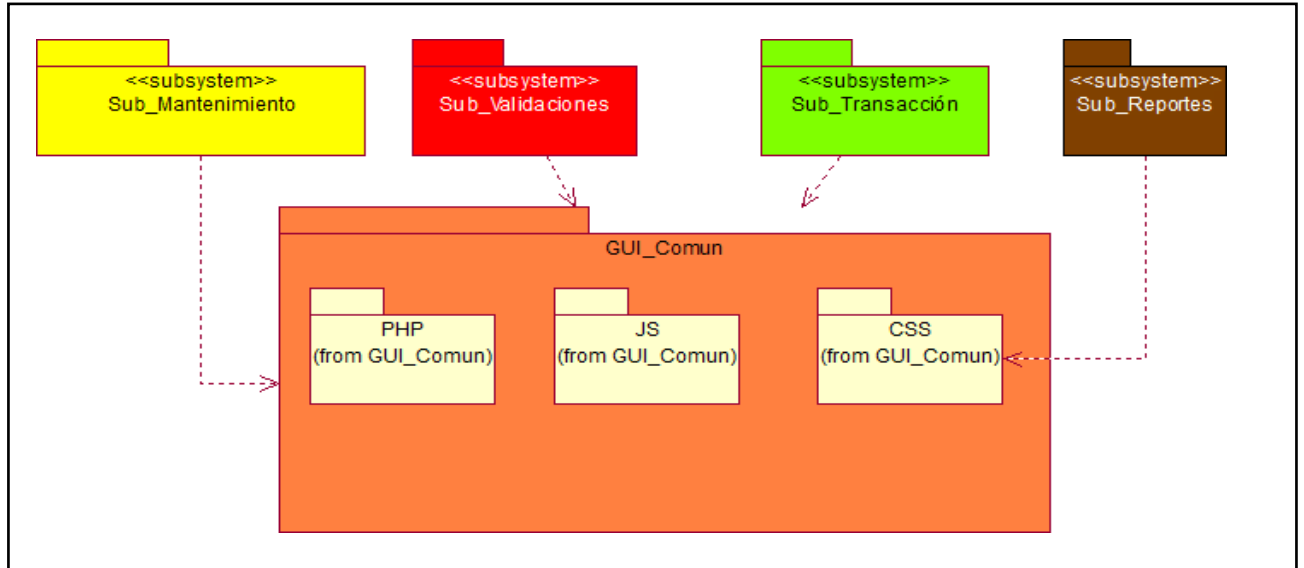 <<subsystem>>
Sub_Mantenimiento
<<subsystem>>
Sub_Validaciones
<<subsystem>>
Sub_Transacción
<<subsystem>>
Sub_Reportes
GUI_Comun
PHP
(from GUI_Comun)
JS
(from GUI_Comun)
CSS
(from GUI_Comun)